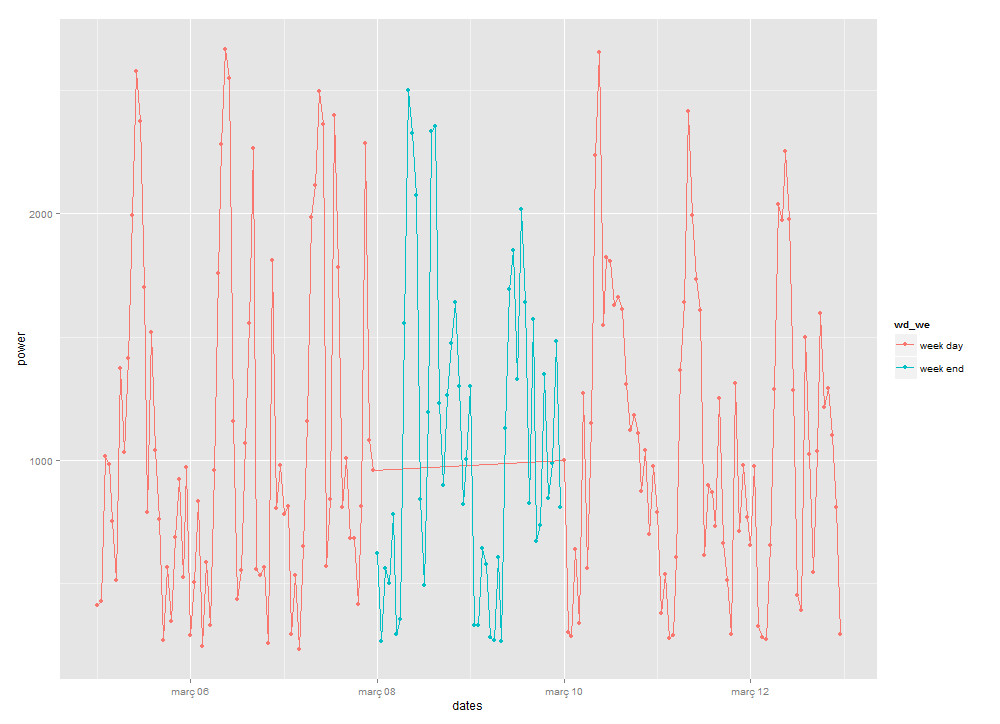 power
2000
1000
març 06
març 08
març 10
març 12
dates
wd_we
week day
week end